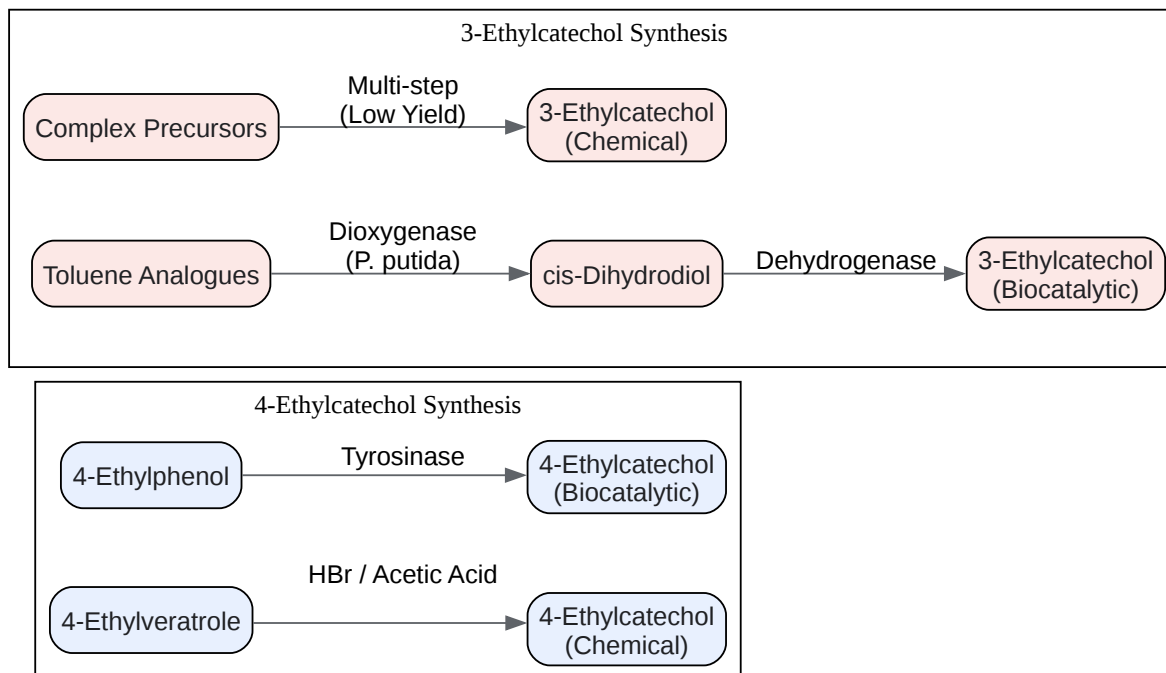 3-Ethylcatechol Synthesis
Multi-step
(Low Yield)
Complex Precursors
3-Ethylcatechol
(Chemical)
Dioxygenase
(P. putida)
Toluene Analogues
cis-Dihydrodiol
Dehydrogenase
3-Ethylcatechol
(Biocatalytic)
4-Ethylcatechol Synthesis
4-Ethylphenol
Tyrosinase
4-Ethylcatechol
(Biocatalytic)
HBr / Acetic Acid
4-Ethylveratrole
4-Ethylcatechol
(Chemical)